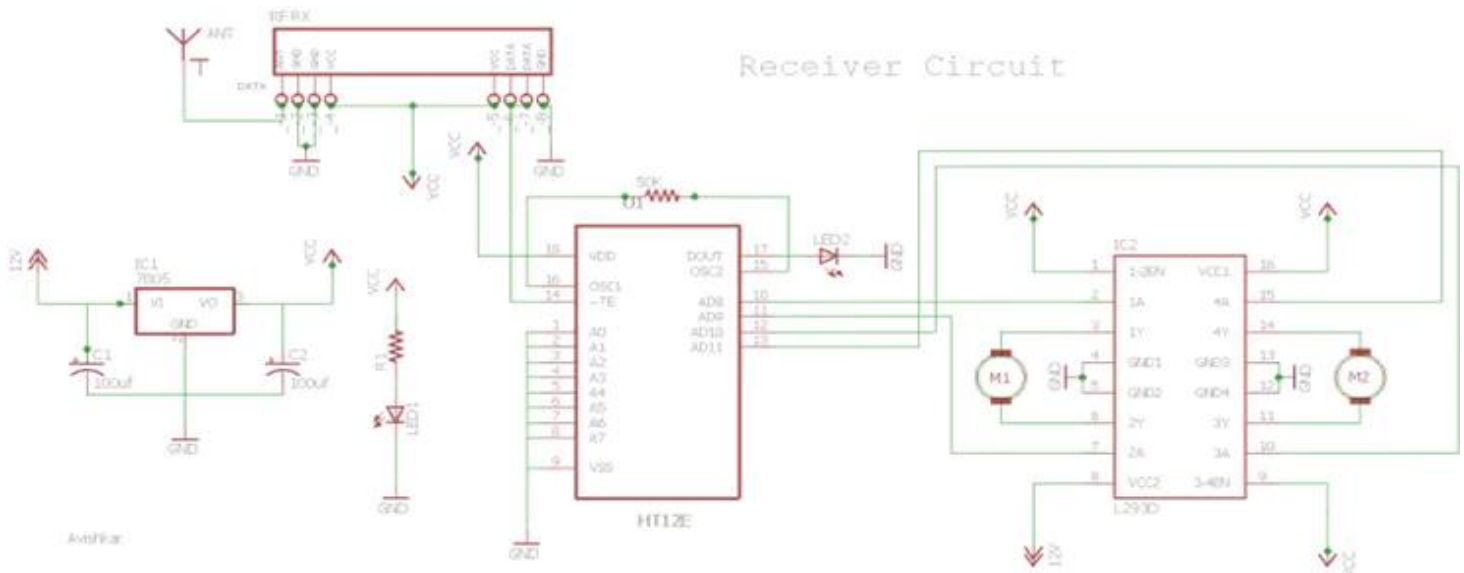 RFRX
ANT
ANT
GND
GND
VCC
VCC
DATA
DATA
GND
DATA
Receiver Circuit
GND
VCC
GND
VCC
50K
U1
12V
IC1
7805
VI
VO
GND
1
3
VCC
C1
100uf
C2
100uf
GND
VCC
R1
LED1
GND
18 VDD
16 OSC1
14 -TE
1 A0
2 A1
3 A2
4 A3
5 A4
6 A5
7 A6
8 A7
9 VSS
GND
DOUT 17
OSC2 15
AD8 10
AD9 11
AD10 12
AD11 13
HT12E
LED2
GND
VCC
VCC
IC2
1 1-2EN
2 1A
3 1Y
4 GND1
5 GND2
6 2Y
7 2A
8 VCC2
VCC1 16
4A 15
4Y 14
GND3 13
GND4 12
3Y 11
3A 10
3-4EN 9
L293D
M1
GND
GND
M2
12V
VCC
Avishkar